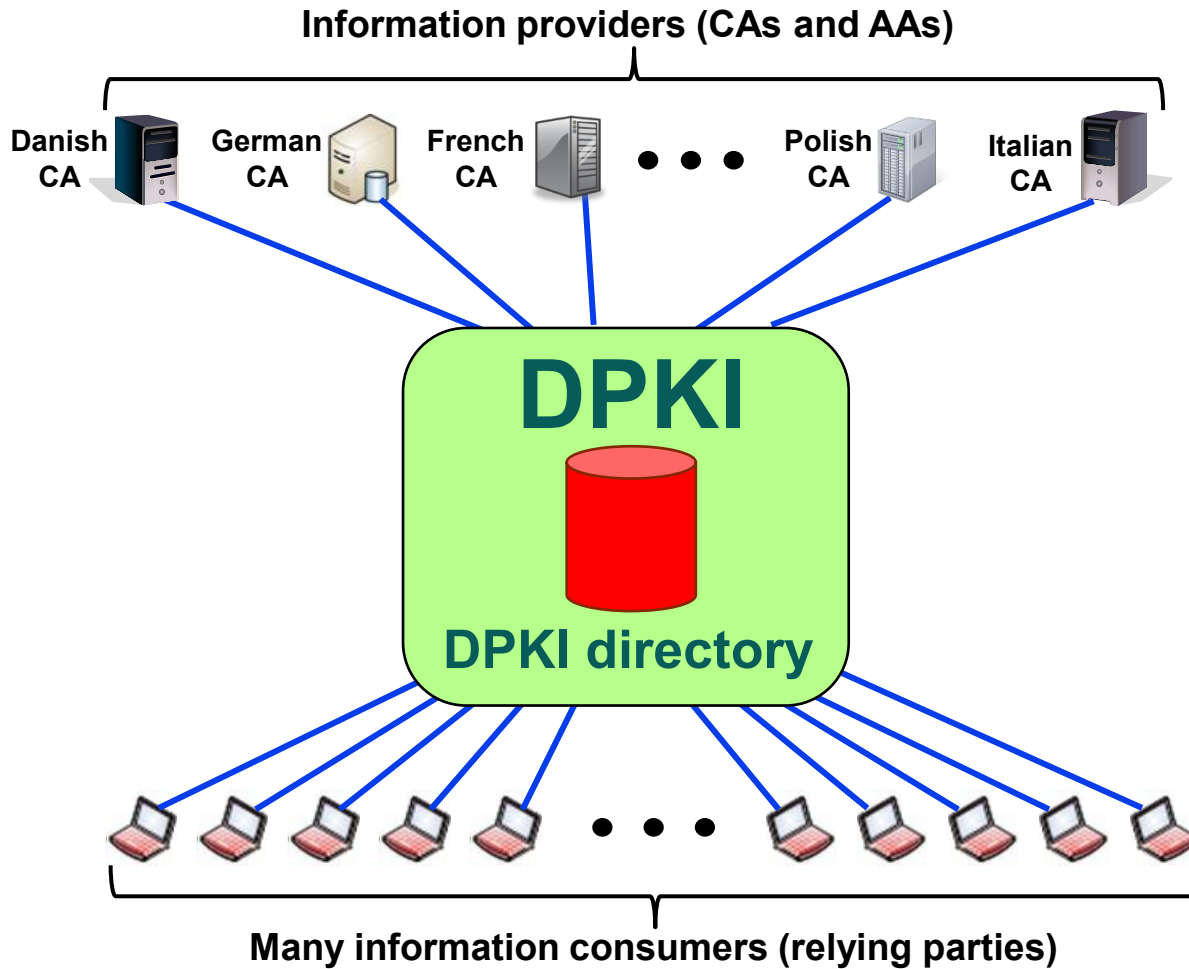 Information providers (CAs and AAs)
Danish
CA
German
CA
French
CA
Polish
CA
Italian
CA
DPKI
DPKI directory
Many information consumers (relying parties)